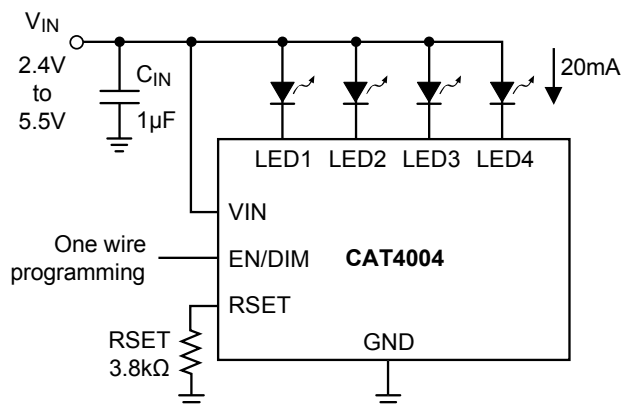 VIN
2.4V
to
5.5V
CIN
1µF
20mA
LED1 LED2 LED3 LED4
VIN
One wire
programming
EN/DIM
CAT4004
RSET
RSET
3.8kΩ
GND